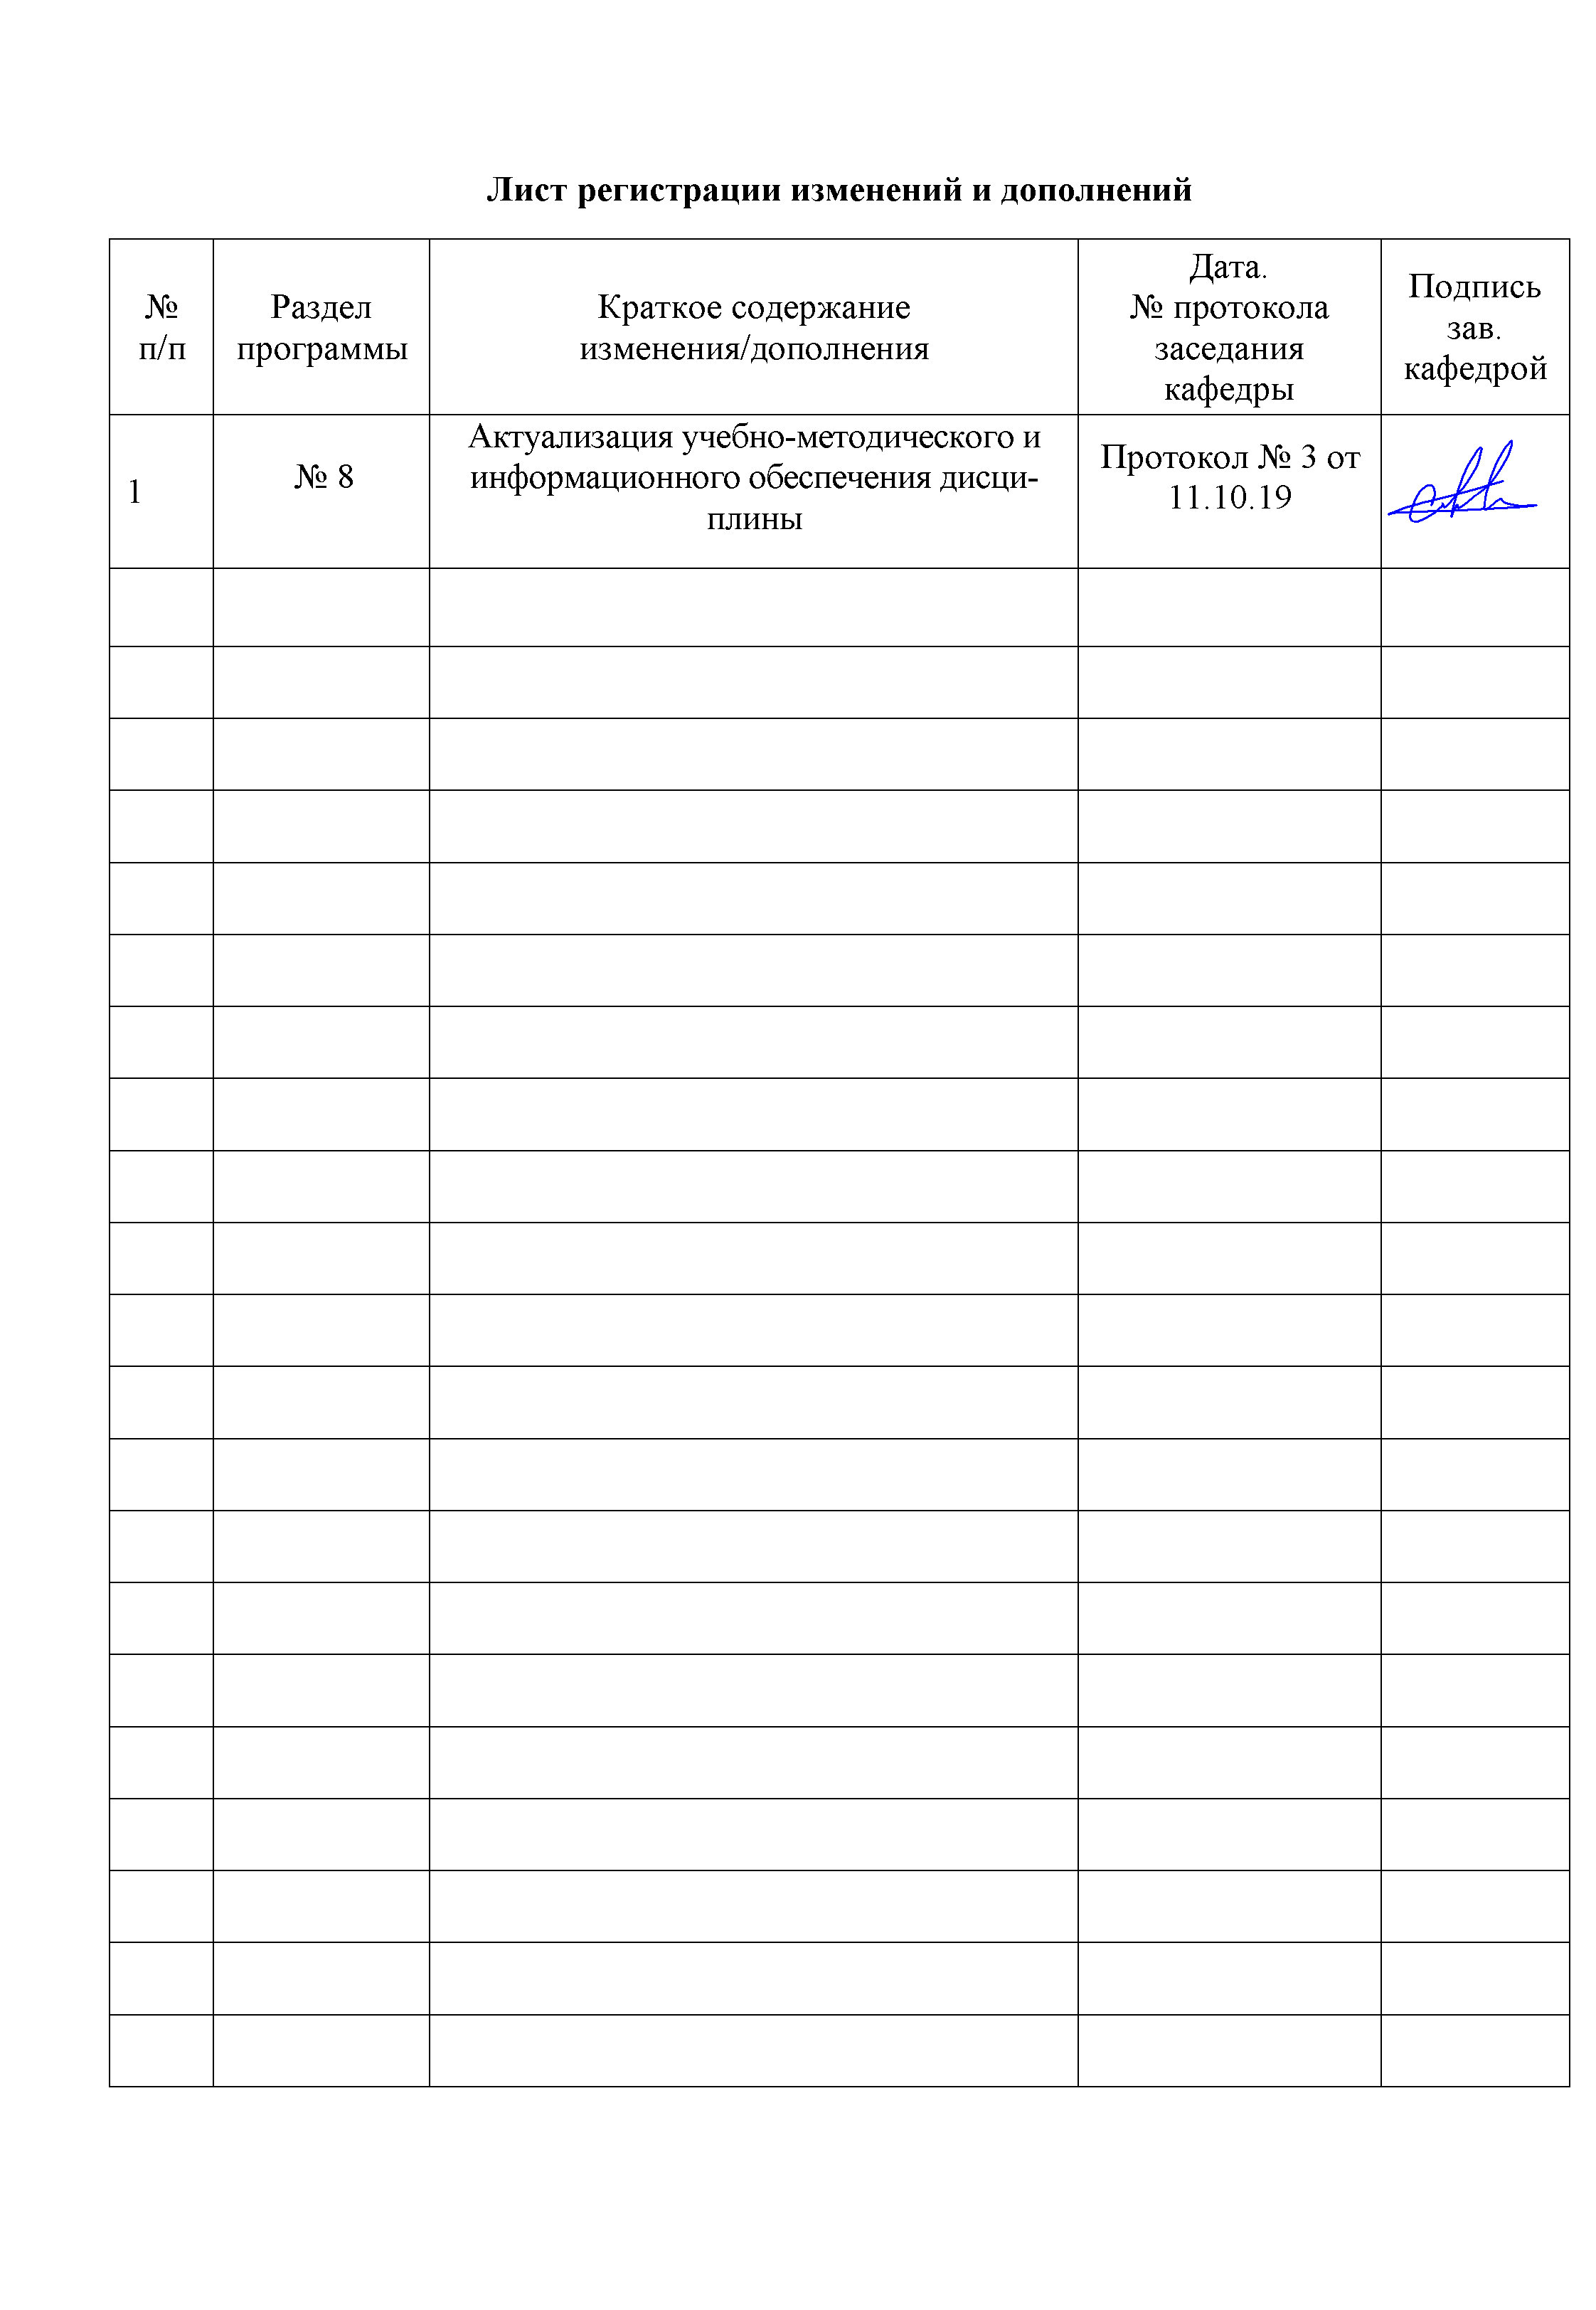 Лист регистрации изменений и дополнений
№
п/п
Раздел
программы
Краткое содержание
изменения/дополнения
Дата.
№ протокола
заседания
кафедры
Подпись
зав.
кафедрой
1
№ 8
Актуализация учебно-методического и
информационного обеспечения дисци-
плины
Протокол № 3 от
11.10.19